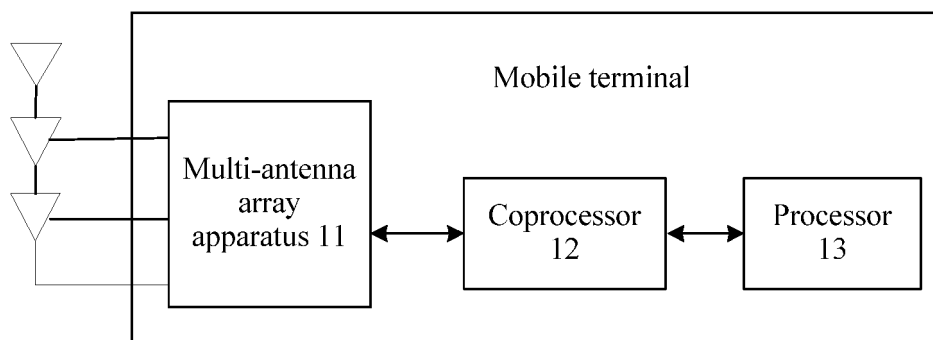 Mobile terminal
Multi-antenna
array
apparatus 11
Coprocessor
12
Processor
13